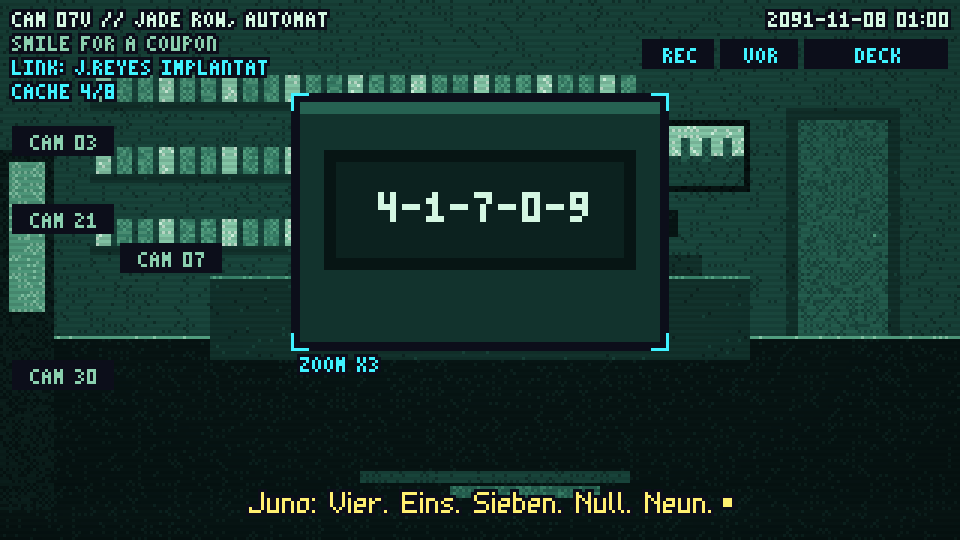 CAM 07V // JADE ROW, AUTOMAT
2091-11-08 01:00
SMILE FOR A COUPON
LINK: J.REYES IMPLANTAT
CACHE 4/8
REC
VOR
DECK
CAM 03
CAM 21
CAM 07
CAM 30
4-1-7-0-9
ZOOM X3
Juno: Vier. Eins. Sieben. Null. Neun.